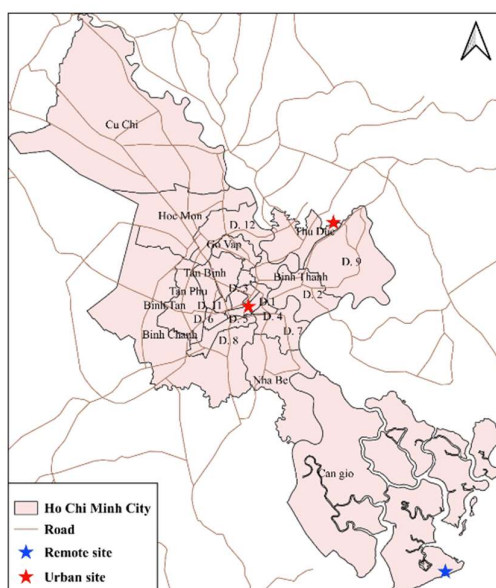 Cu Chi
Hoc Mon
D. 12
Thu Duc
Go Vap
D. 9
Tan Binh
Binh Thanh
Tan Phu
D. 3
D. 2
Binh Tan
D. 11
D. 1
D. 6
D. 5
D. 4
Binh Chanh
D. 8
D. 7
Nha Be
Can gio
Ho Chi Minh City
Road
Remote site
Urban site